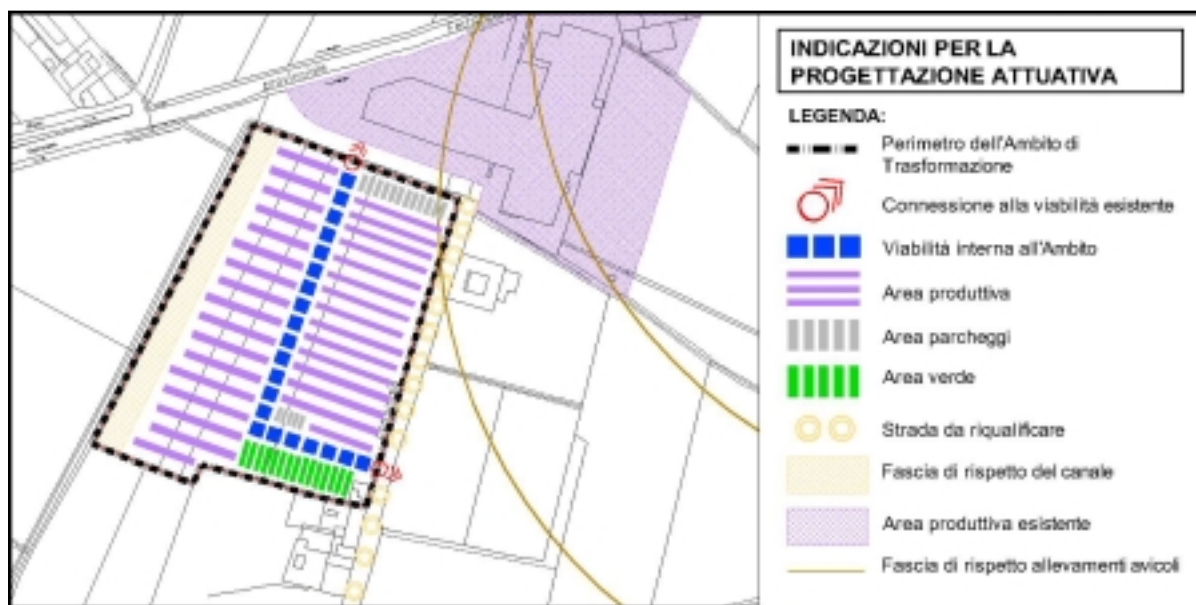 INDICAZIONI PER LA
PROGETTAZIONE ATTUATIVA
LEGENDA:
Perimetro dell'Ambito di
Trasformazione
Connessione alla viabilità esistente
Viabilità interna all'Ambito
Area produttiva
Area parcheggi
Area verde
Strada da riqualificare
Fascia di rispetto del canale
Area produttiva esistente
Fascia di rispetto allevamenti avicoli